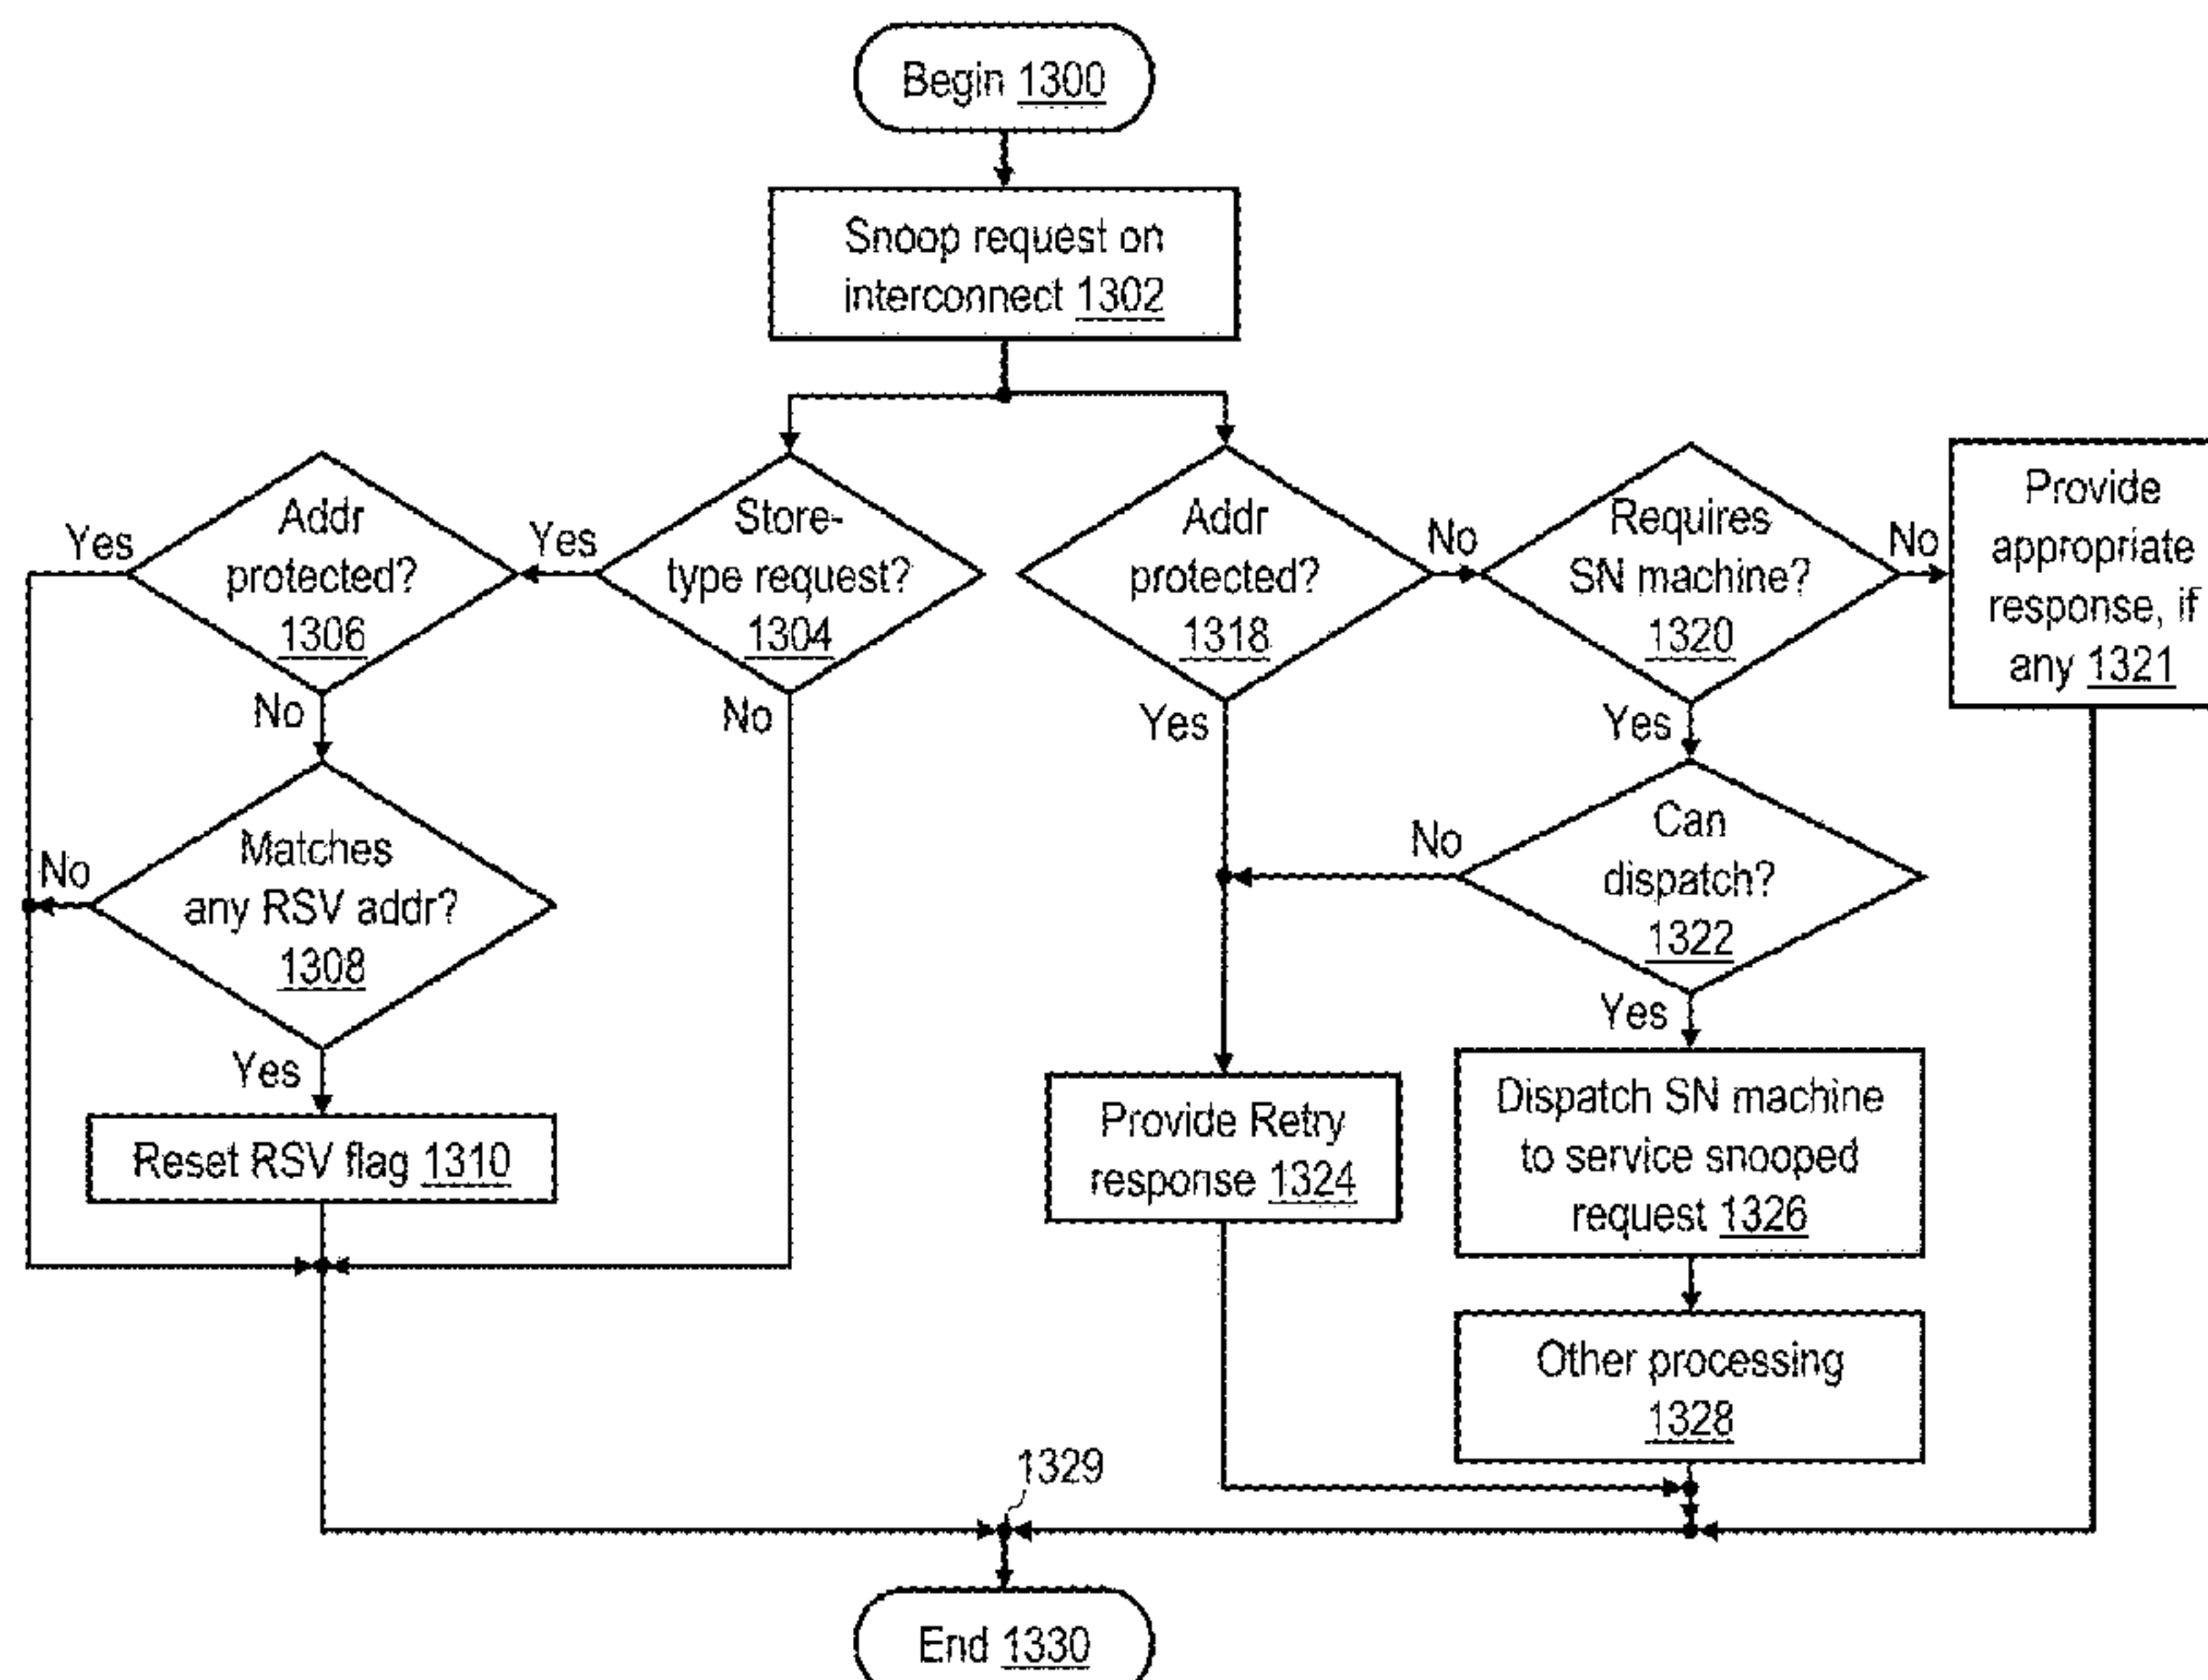 Begin 1300
Snoop request on
interconnect 1302
Addr
protected?
1306
Yes
No
Store-
type request?
1304
Yes
No
Addr
protected?
1318
No
Yes
Requires
SN machine?
1320
No
Yes
Provide
appropriate
response, if
any 1321
Matches
any RSV addr?
1308
No
Yes
Can
dispatch?
1322
No
Yes
Reset RSV flag 1310
Provide Retry
response 1324
Dispatch SN machine
to service snooped
request 1326
Other processing
1328
1329
End 1330